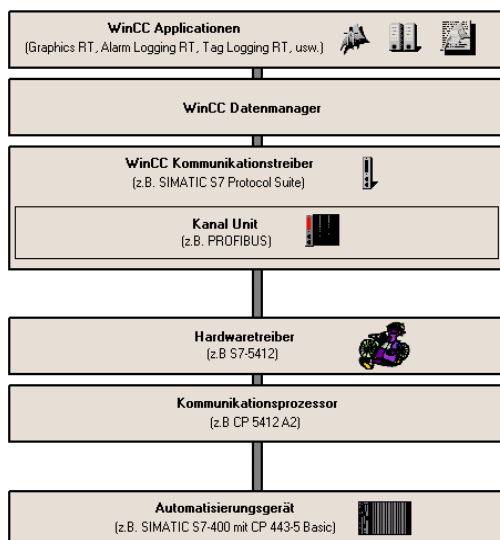 WinCC Applicationen
(Graphics RT, Alarm Logging RT, Tag Logging RT, usw.)
WinCC Datenmanager
WinCC Kommunikationstreiber
(z.B. SIMATIC S7 Protocol Suite)
Kanal Unit
(z.B. PROFIBUS)
Hardwaretreiber
(z.B S7-5412)
Kommunikationsprozessor
(z.B CP 5412 A2)
Automatisierungsgerät
(z.B. SIMATIC S7-400 mit CP 443-5 Basic)